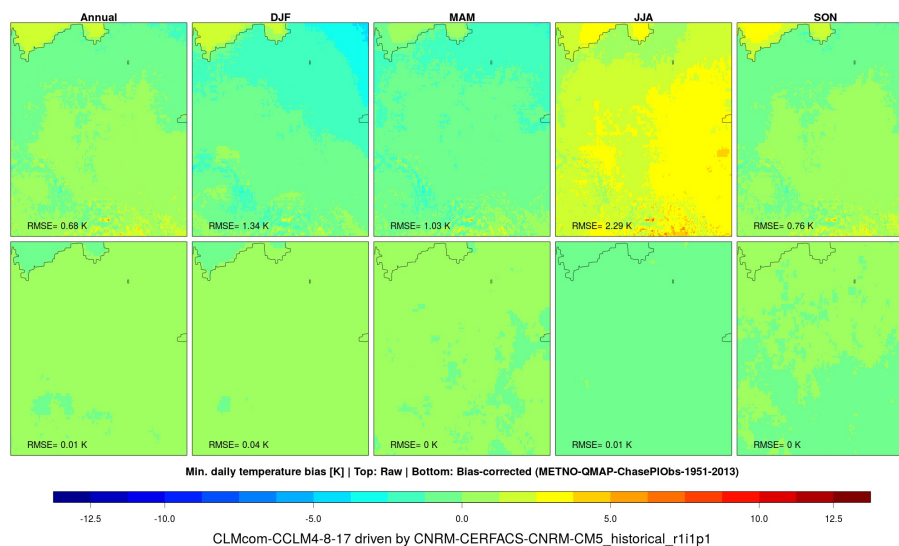 Annual DJF MAM JJA SON
RMSE= 0.68 K RMSE= 1.34 K RMSE= 1.03 K RMSE= 2.29 K RMSE= 0.76 K
RMSE= 0.01 K RMSE= 0.04 K RMSE= 0 K RMSE= 0.01 K RMSE= 0 K
Min. daily temperature bias [K] | Top: Raw | Bottom: Bias-corrected (METNO-QMAP-ChasePlObs-1951-2013)
-12.5 -10.0 -5.0 0.0 5.0 10.0 12.5
CLMcom-CCLM4-8-17 driven by CNRM-CERFACS-CNRM-CM5_historical_r1i1p1